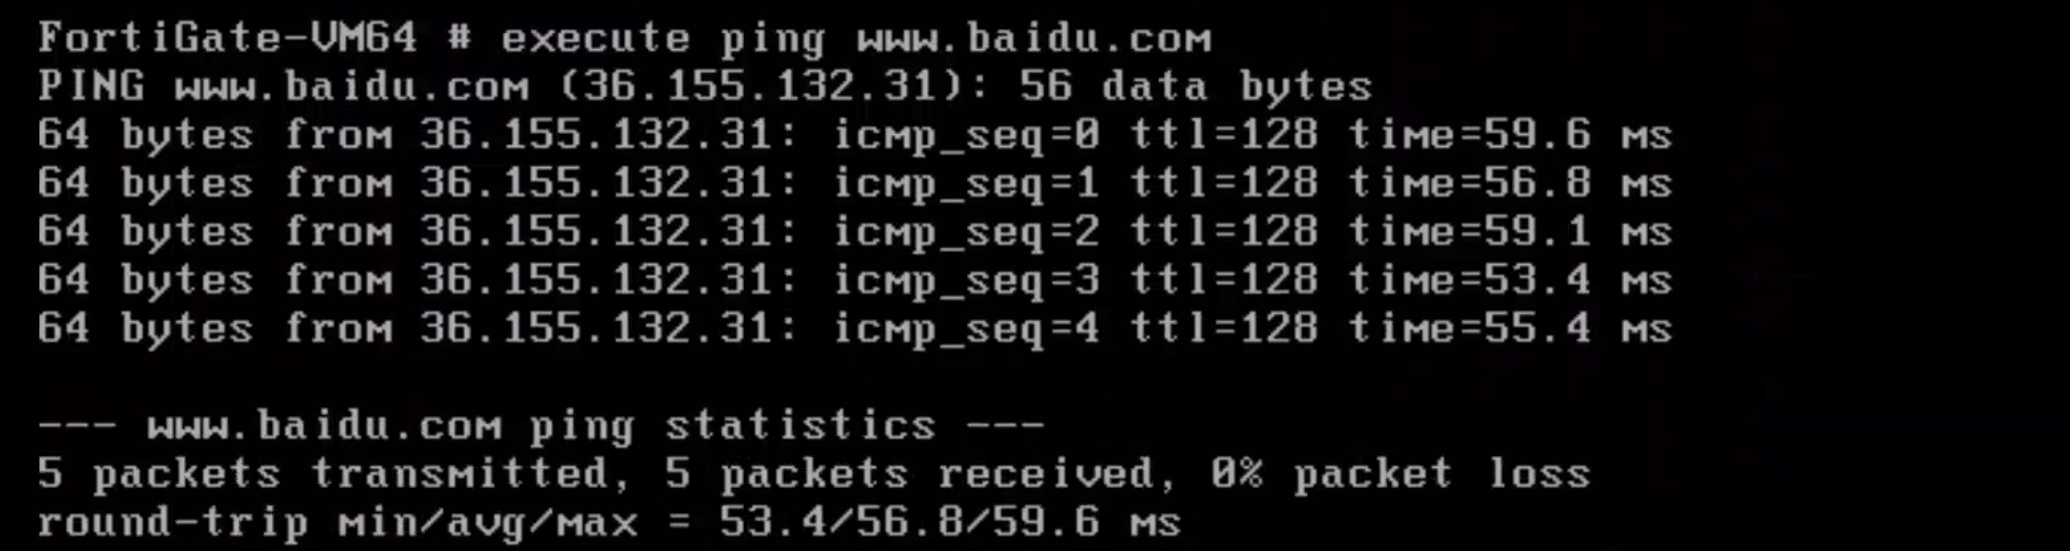 FortiGate-VM64 # execute ping www.baidu.com
PING www.baidu.com (36.155.132.31): 56 data bytes
64 bytes from 36.155.132.31: icmp_seq=0 ttl=128 time=59.6 ms
64 bytes from 36.155.132.31: icmp_seq=1 ttl=128 time=56.8 ms
64 bytes from 36.155.132.31: icmp_seq=2 ttl=128 time=59.1 ms
64 bytes from 36.155.132.31: icmp_seq=3 ttl=128 time=53.4 ms
64 bytes from 36.155.132.31: icmp_seq=4 ttl=128 time=55.4 ms
--- www.baidu.com ping statistics ---
5 packets transmitted, 5 packets received, 0% packet loss
round-trip min/avg/max = 53.4/56.8/59.6 ms